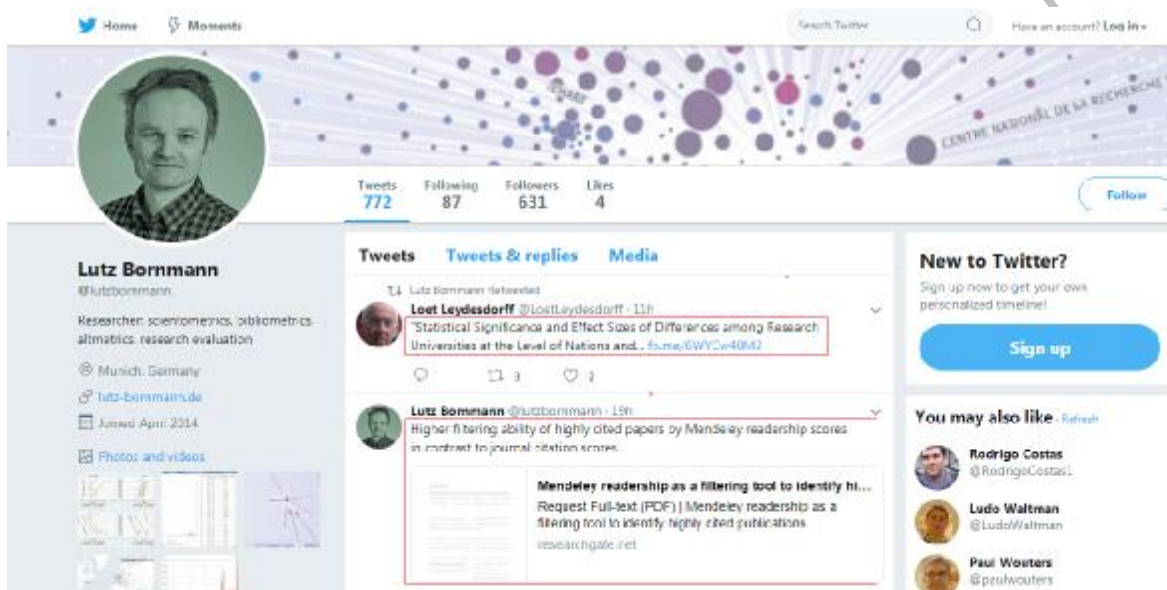 Home Moments Search Twitter Have an account? Log in
CENTRE NATIONAL DE LA RECHERCHE
Tweets Following Followers Likes
772 87 631 4
Follow
Lutz Bornmann
@lutzbornmann
Researcher: scientometrics, bibliometrics
altmetrics, research evaluation
Munich, Germany
lutz-bornmann.de
Joined April 2014
Photos and videos
Tweets Tweets & replies Media
Lutz Bornmann Retweeted
Loet Leydesdorff @LoetLeydesdorff · 11h
"Statistical Significance and Effect Sizes of Differences among Research
Universities at the Level of Nations and...
3 2
Lutz Bornmann @lutzbornmann · 19h
Higher filtering ability of highly cited papers by Mendeley readership scores
in contrast to journal citation scores
Mendeley readership as a filtering tool to identify hi...
Request Full-text (PDF) | Mendeley readership as a
filtering tool to identify highly cited publications
researchgate.net
New to Twitter?
Sign up now to get your own
personalized timeline!
Sign up
You may also like · Refresh
Rodrigo Costas
@RodrigoCostas1
Ludo Waltman
@LudoWaltman
Paul Wouters
@paulwouters